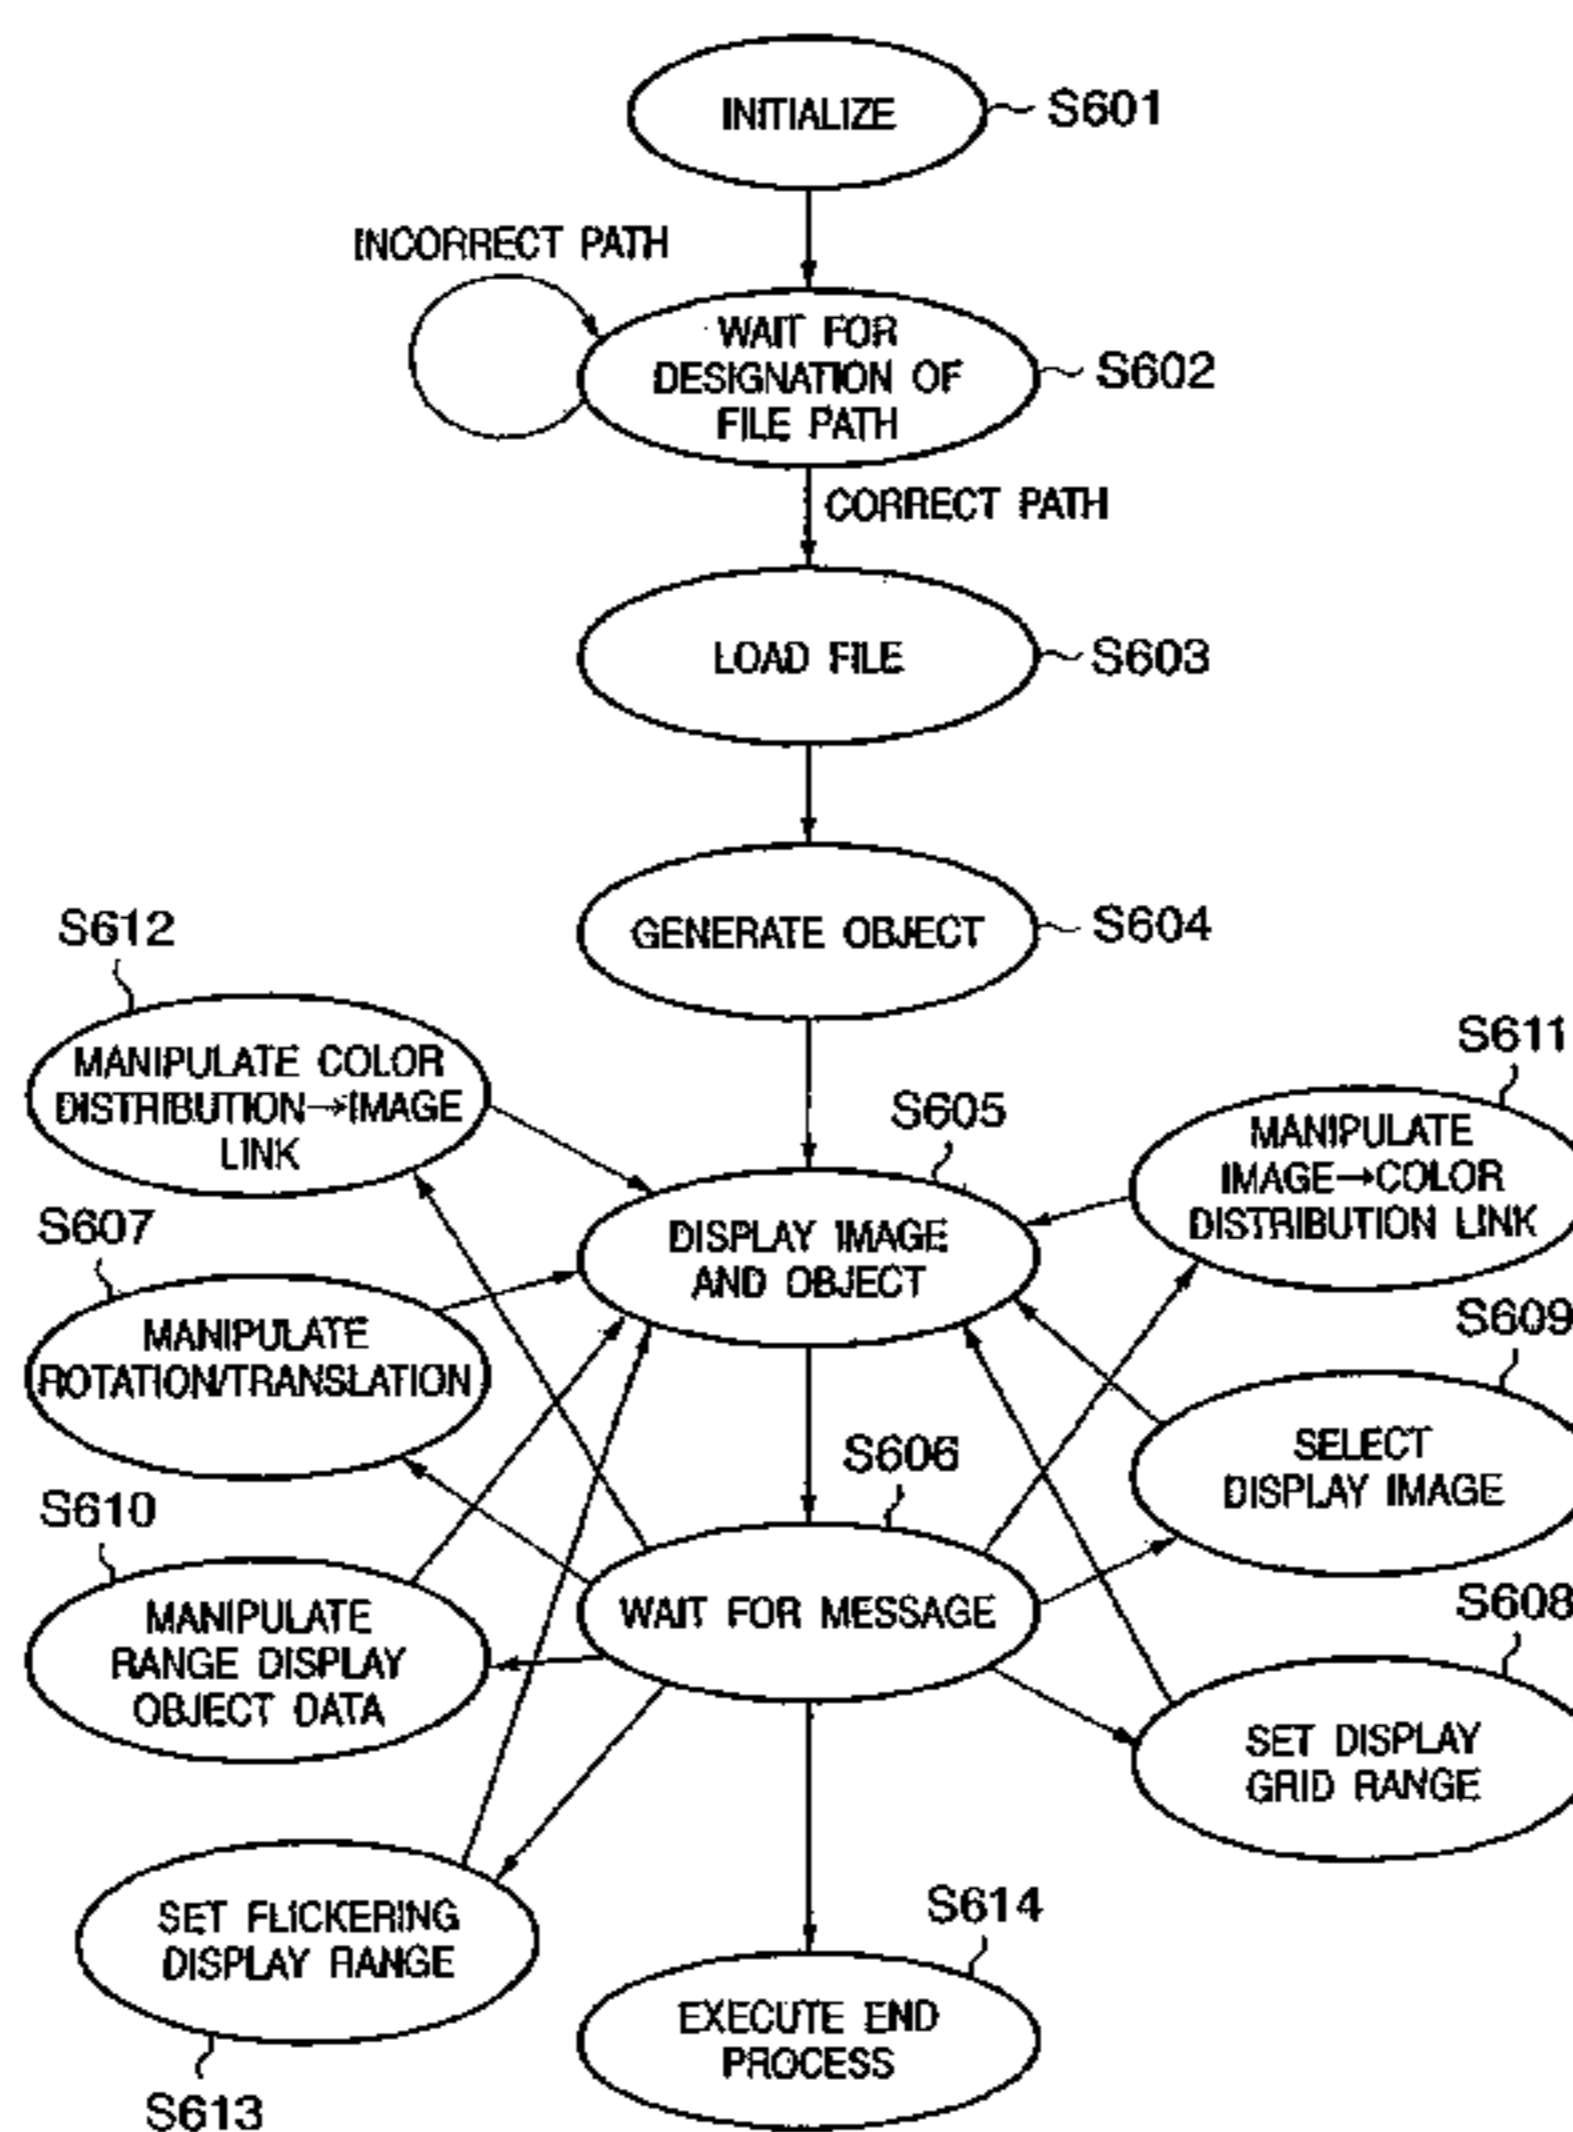 INITIALIZE
S601
INCORRECT PATH
WAIT FOR
DESIGNATION OF
FILE PATH
S602
CORRECT PATH
LOAD FILE
S603
GENERATE OBJECT
S604
S612
MANIPULATE COLOR
DISTRIBUTION→IMAGE
LINK
S611
MANIPULATE
IMAGE→COLOR
DISTRIBUTION LINK
S605
DISPLAY IMAGE
AND OBJECT
S607
MANIPULATE
ROTATION/TRANSLATION
S609
SELECT
DISPLAY IMAGE
S606
WAIT FOR MESSAGE
S610
MANIPULATE
RANGE DISPLAY
OBJECT DATA
S608
SET DISPLAY
GRID RANGE
SET FLICKERING
DISPLAY RANGE
S613
S614
EXECUTE END
PROCESS